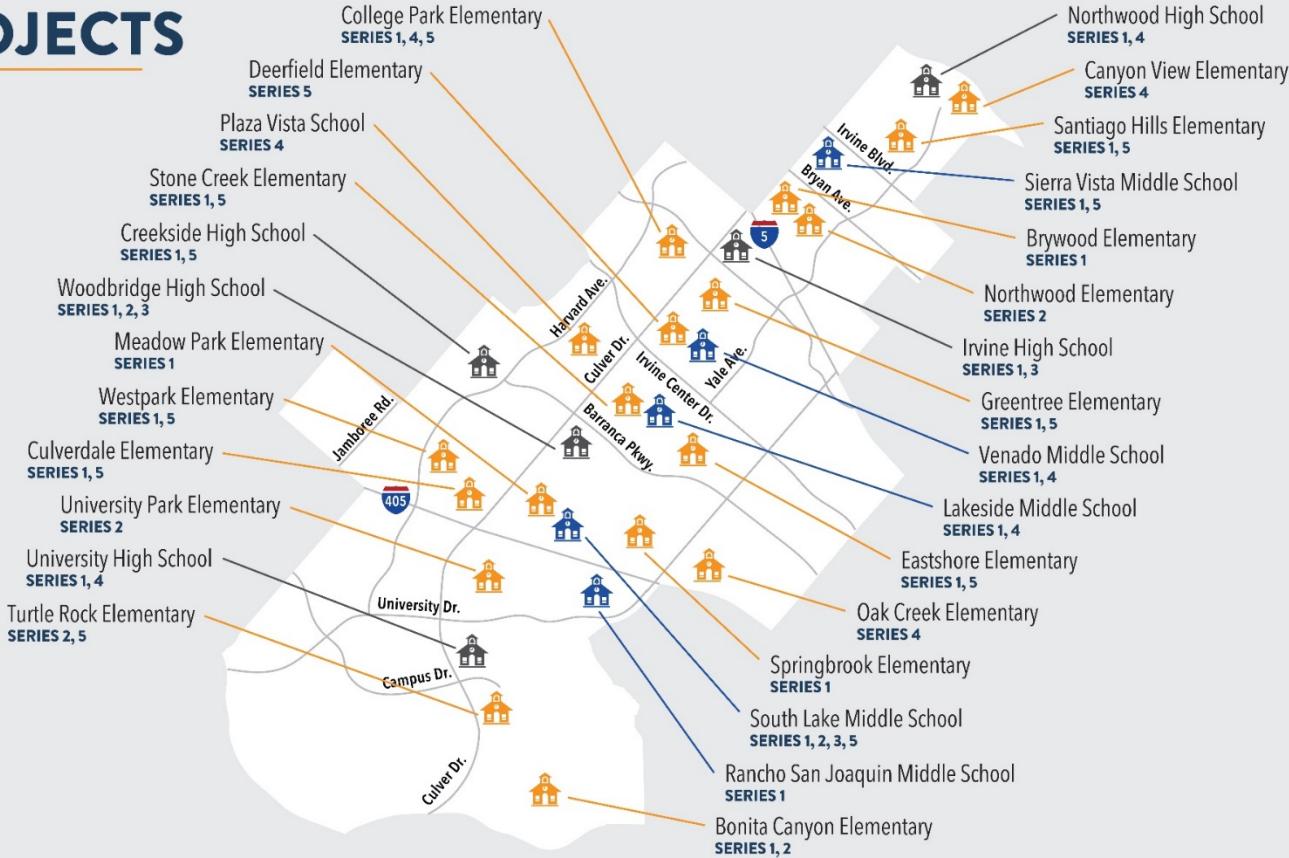 OJECTS
College Park Elementary
SERIES 1, 4, 5
Deerfield Elementary
SERIES 5
Plaza Vista School
SERIES 4
Stone Creek Elementary
SERIES 1, 5
Creekside High School
SERIES 1, 5
Woodbridge High School
SERIES 1, 2, 3
Meadow Park Elementary
SERIES 1
Westpark Elementary
SERIES 1, 5
Culverdale Elementary
SERIES 1, 5
University Park Elementary
SERIES 2
University High School
SERIES 1, 4
Turtle Rock Elementary
SERIES 2, 5
Northwood High School
SERIES 1, 4
Canyon View Elementary
SERIES 4
Santiago Hills Elementary
SERIES 1, 5
Sierra Vista Middle School
SERIES 1, 5
Brywood Elementary
SERIES 1
Northwood Elementary
SERIES 2
Irvine High School
SERIES 1, 3
Greentree Elementary
SERIES 1, 5
Venado Middle School
SERIES 1, 4
Lakeside Middle School
SERIES 1, 4
Eastshore Elementary
SERIES 1, 5
Oak Creek Elementary
SERIES 4
Springbrook Elementary
SERIES 1
South Lake Middle School
SERIES 1, 2, 3, 5
Rancho San Joaquin Middle School
SERIES 1
Bonita Canyon Elementary
SERIES 1, 2
Irvine Blvd.
Bryan Ave.
5
Harvard Ave.
Culver Dr.
Irvine Center Dr.
Yale Ave.
Barranca Pkwy.
Jamboree Rd.
405
University Dr.
Campus Dr.
Culver Dr.